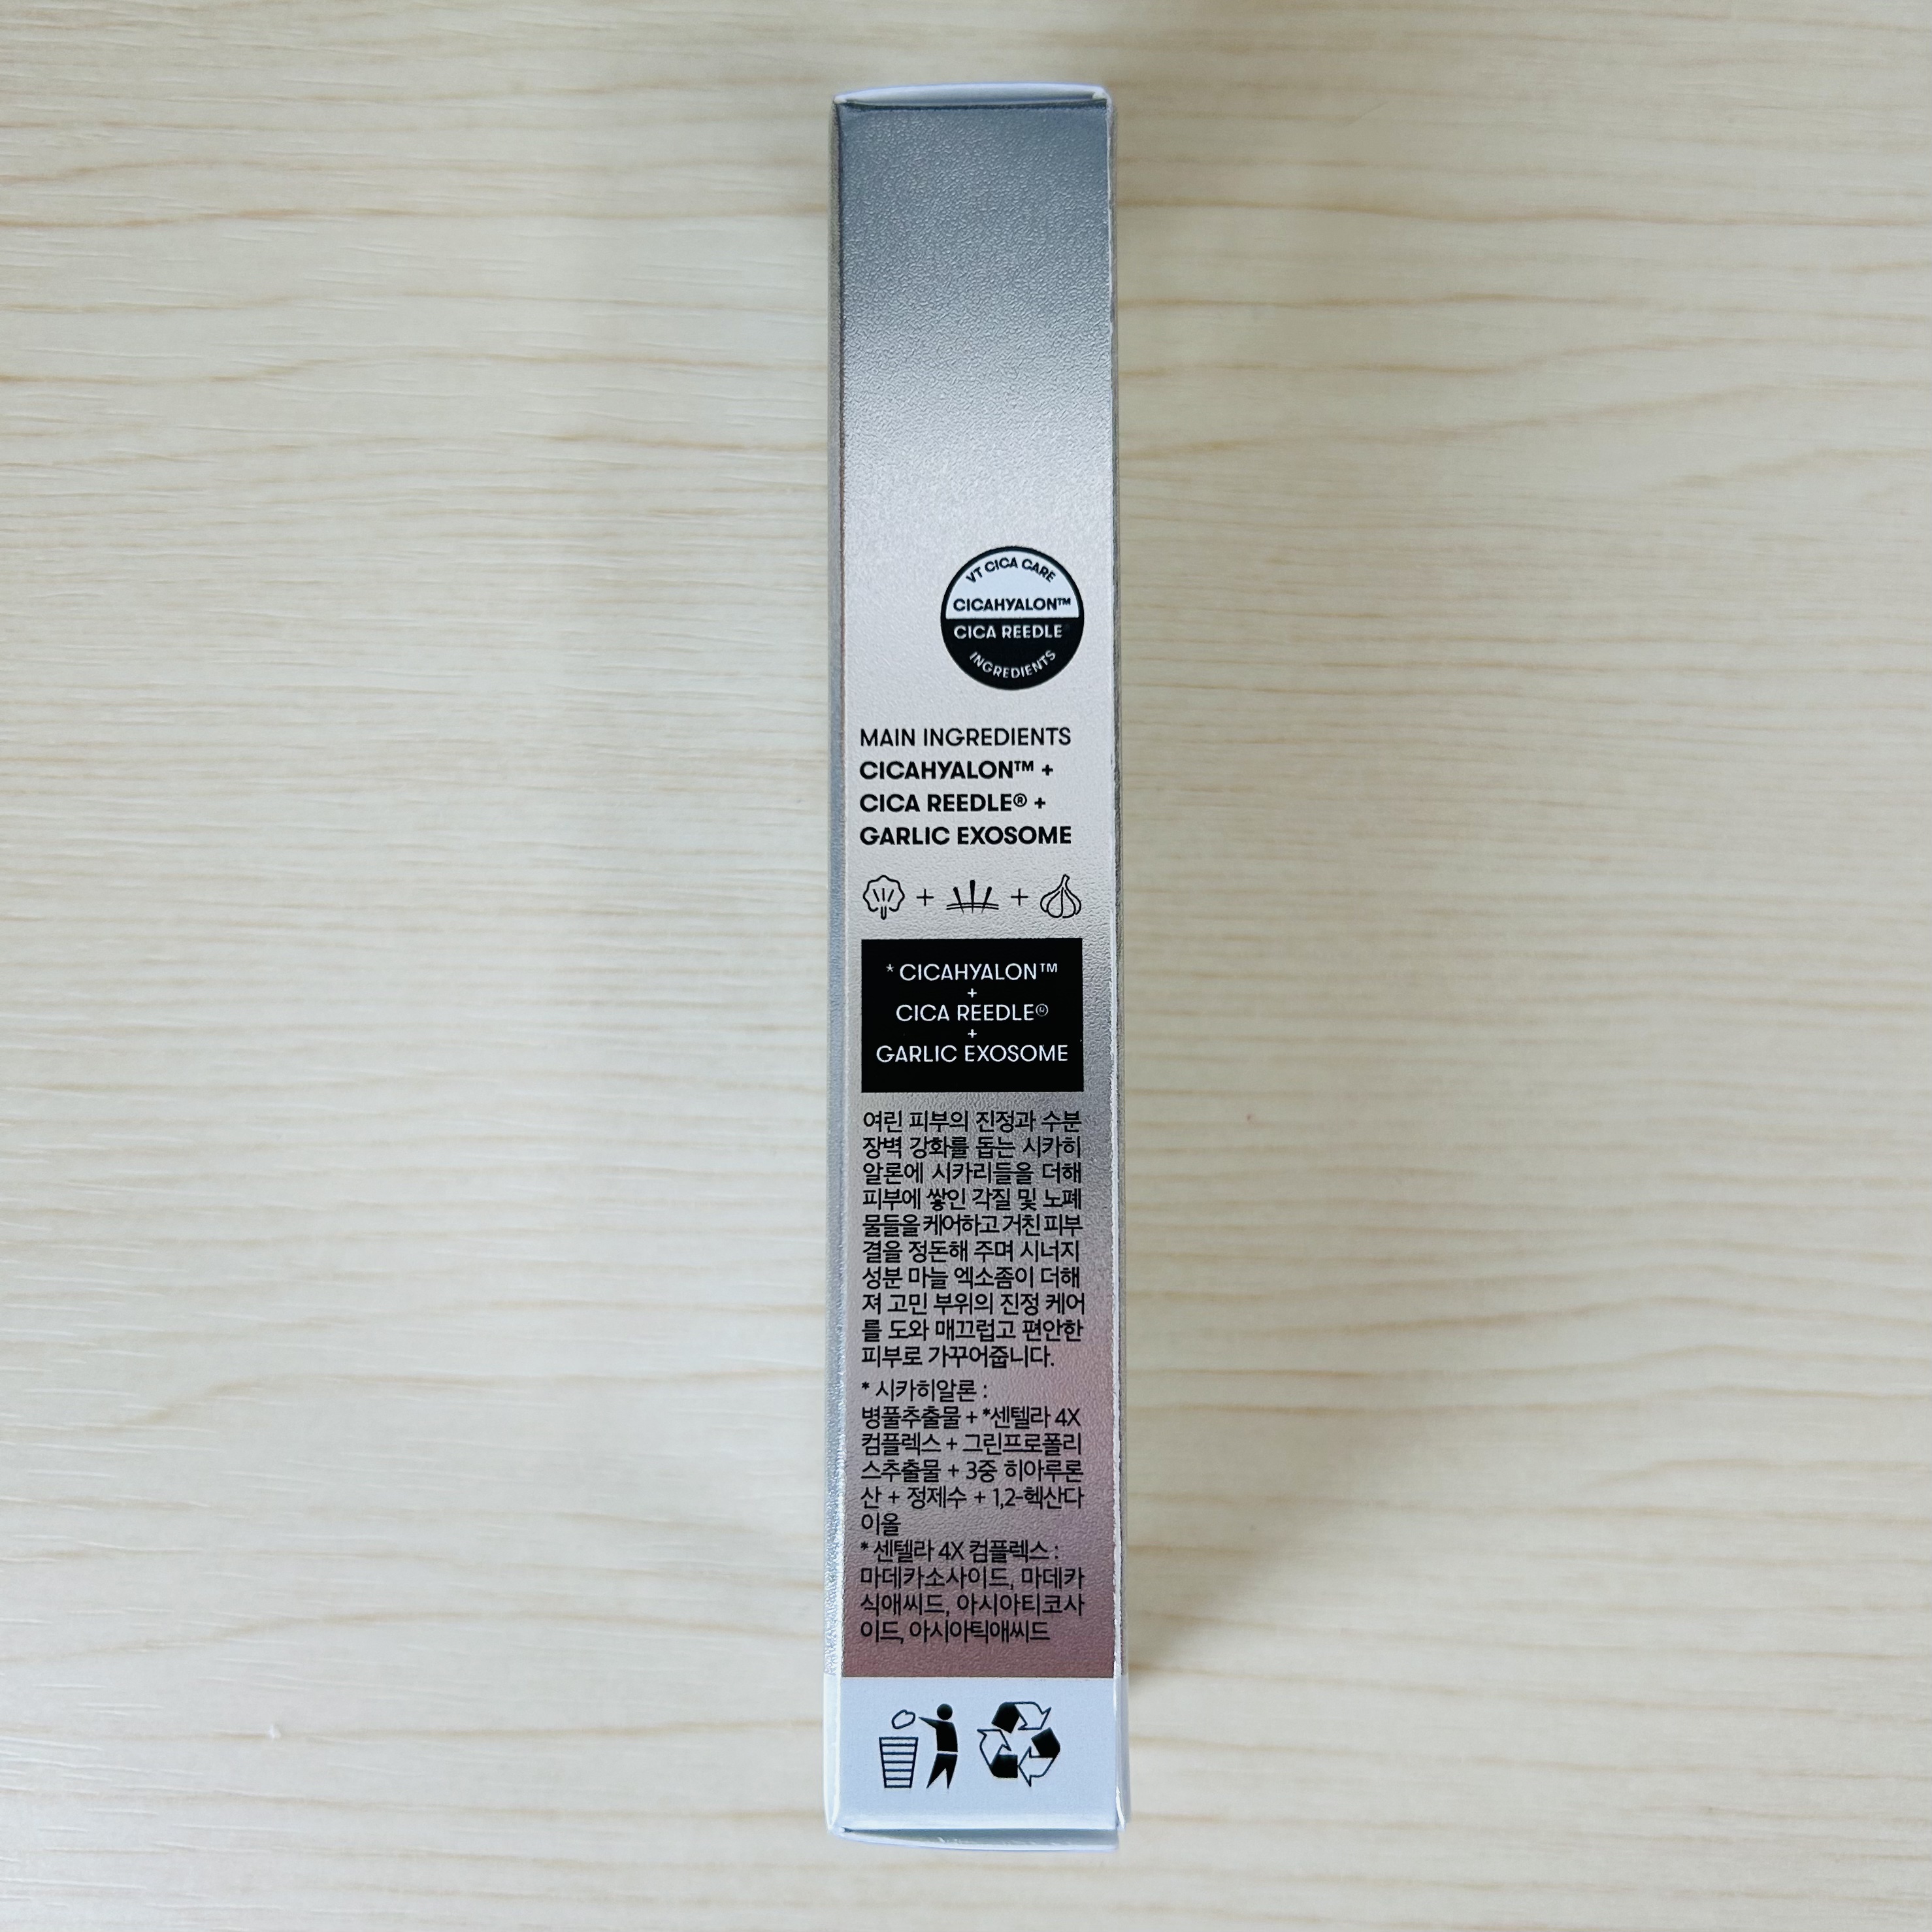 VT CICA CARE
CICAHYALON™
CICA REEDLE
INGREDIENTS
MAIN INGREDIENTS
CICAHYALON™ +
CICA REEDLE® +
GARLIC EXOSOME
+ +
* CICAHYALON™
+
CICA REEDLE®
+
GARLIC EXOSOME
여린 피부의 진정과 수분
장벽 강화를 돕는 시카히
알론에 시카리들을 더해
피부에 쌓인 각질 및 노폐
물들을 케어하고 거친 피부
결을 정돈해 주며 시너지
성분 마늘 엑소좀이 더해
져 고민 부위의 진정 케어
를 도와 매끄럽고 편안한
피부로 가꾸어줍니다.
* 시카히알론 :
병풀추출물 + *센텔라 4X
컴플렉스 + 그린프로폴리
스추출물 + 3중 히아루론
산 + 정제수 + 1,2-헥산다
이올
* 센텔라 4X 컴플렉스 :
마데카소사이드, 마데카
식애씨드, 아시아티코사
이드, 아시아틱애씨드